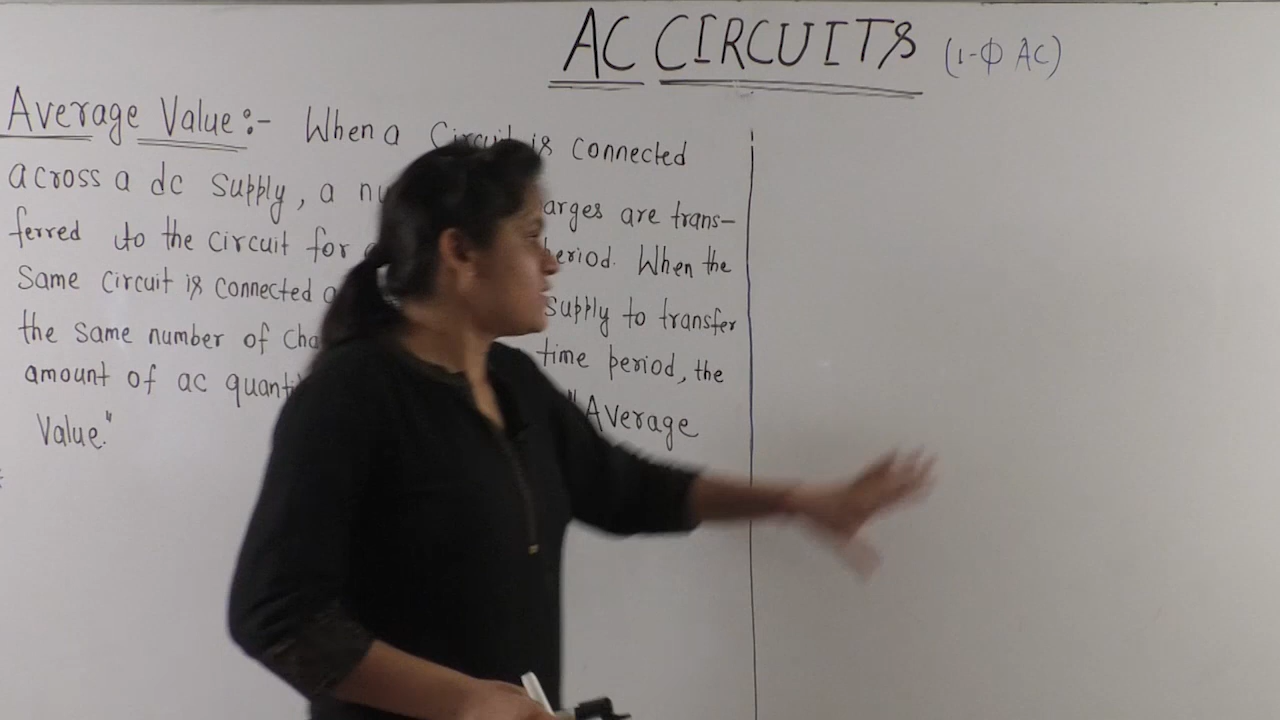 AC CIRCUITS (1-Φ AC)
Average Value:- When a Circuit is connected
across a dc supply, a arges are trans-
ferred to the circuit for period. When the
Same circuit is connected supply to transfer
the same number of time period, the
amount of ac "Average
Value."